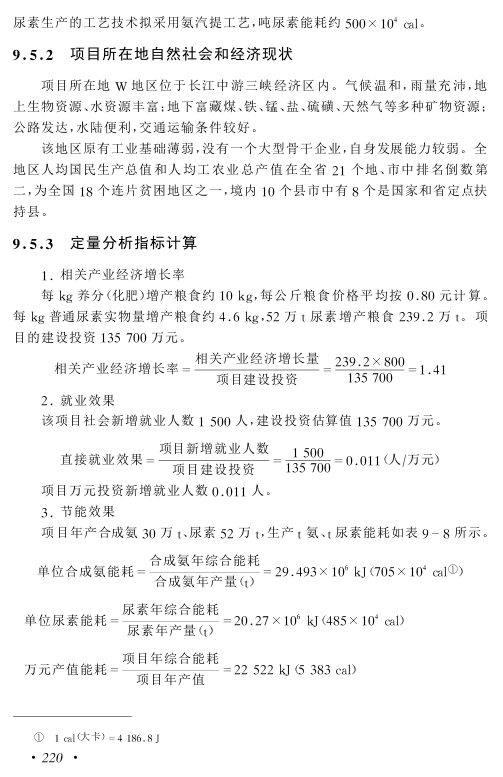 尿素生产的工艺技术拟采用氨汽提工艺,吨尿素能耗约 500×10⁴ cal。
9.5.2 项目所在地自然社会和经济现状
项目所在地 W 地区位于长江中游三峡经济区内。气候温和,雨量充沛,地
上生物资源、水资源丰富;地下富藏煤、铁、锰、盐、硫磺、天然气等多种矿物资源;
公路发达,水陆便利,交通运输条件较好。
该地区原有工业基础薄弱,没有一个大型骨干企业,自身发展能力较弱。全
地区人均国民生产总值和人均工农业总产值在全省 21 个地、市中排名倒数第
二,为全国 18 个连片贫困地区之一,境内 10 个县市中有 8 个是国家和省定点扶
持县。
9.5.3 定量分析指标计算
1. 相关产业经济增长率
每 kg 养分(化肥)增产粮食约 10 kg,每公斤粮食价格平均按 0.80 元计算。
每 kg 普通尿素实物量增产粮食约 4.6 kg,52 万 t 尿素增产粮食 239.2 万 t。项
目的建设投资 135 700 万元。
相关产业经济增长率=相关产业经济增长量/项目建设投资=239.2×800/135 700=1.41
2. 就业效果
该项目社会新增就业人数 1 500 人,建设投资估算值 135 700 万元。
直接就业效果=项目新增就业人数/项目建设投资=1 500/135 700=0.011(人/万元)
项目万元投资新增就业人数 0.011 人。
3. 节能效果
项目年产合成氨 30 万 t、尿素 52 万 t,生产 t 氨、t 尿素能耗如表 9-8 所示。
单位合成氨能耗=合成氨年综合能耗/合成氨年产量(t)=29.493×10⁶ kJ(705×10⁴ cal①)
单位尿素能耗=尿素年综合能耗/尿素年产量(t)=20.27×10⁶ kJ(485×10⁴ cal)
万元产值能耗=项目年综合能耗/项目年产值=22 522 kJ(5 383 cal)
① 1 cal(大卡)=4 186.8 J
· 220 ·